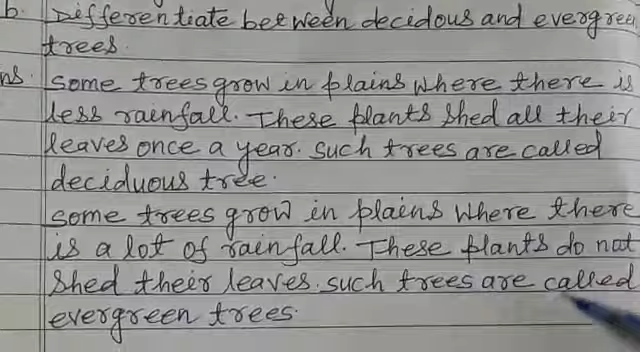 b. Differentiate between decidous and evergreen
trees.
ns. Some trees grow in plains where there is
less rainfall. These plants shed all their
leaves once a year. Such trees are called
deciduous tree.
Some trees grow in plains where there
is a lot of rainfall. These plants do not
shed their leaves. such trees are called
evergreen trees.